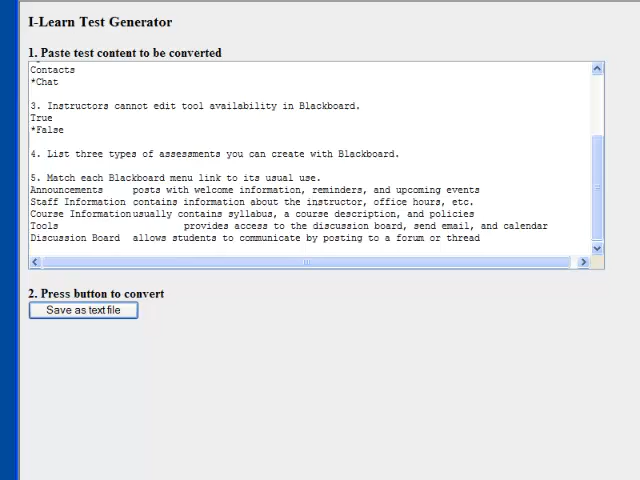 I-Learn Test Generator
1. Paste test content to be converted
Contacts
*Chat
3. Instructors cannot edit tool availability in Blackboard.
True
*False
4. List three types of assessments you can create with Blackboard.
5. Match each Blackboard menu link to its usual use.
Announcements posts with welcome information, reminders, and upcoming events
Staff Information contains information about the instructor, office hours, etc.
Course Information usually contains syllabus, a course description, and policies
Tools provides access to the discussion board, send email, and calendar
Discussion Board allows students to communicate by posting to a forum or thread
2. Press button to convert
Save as text file